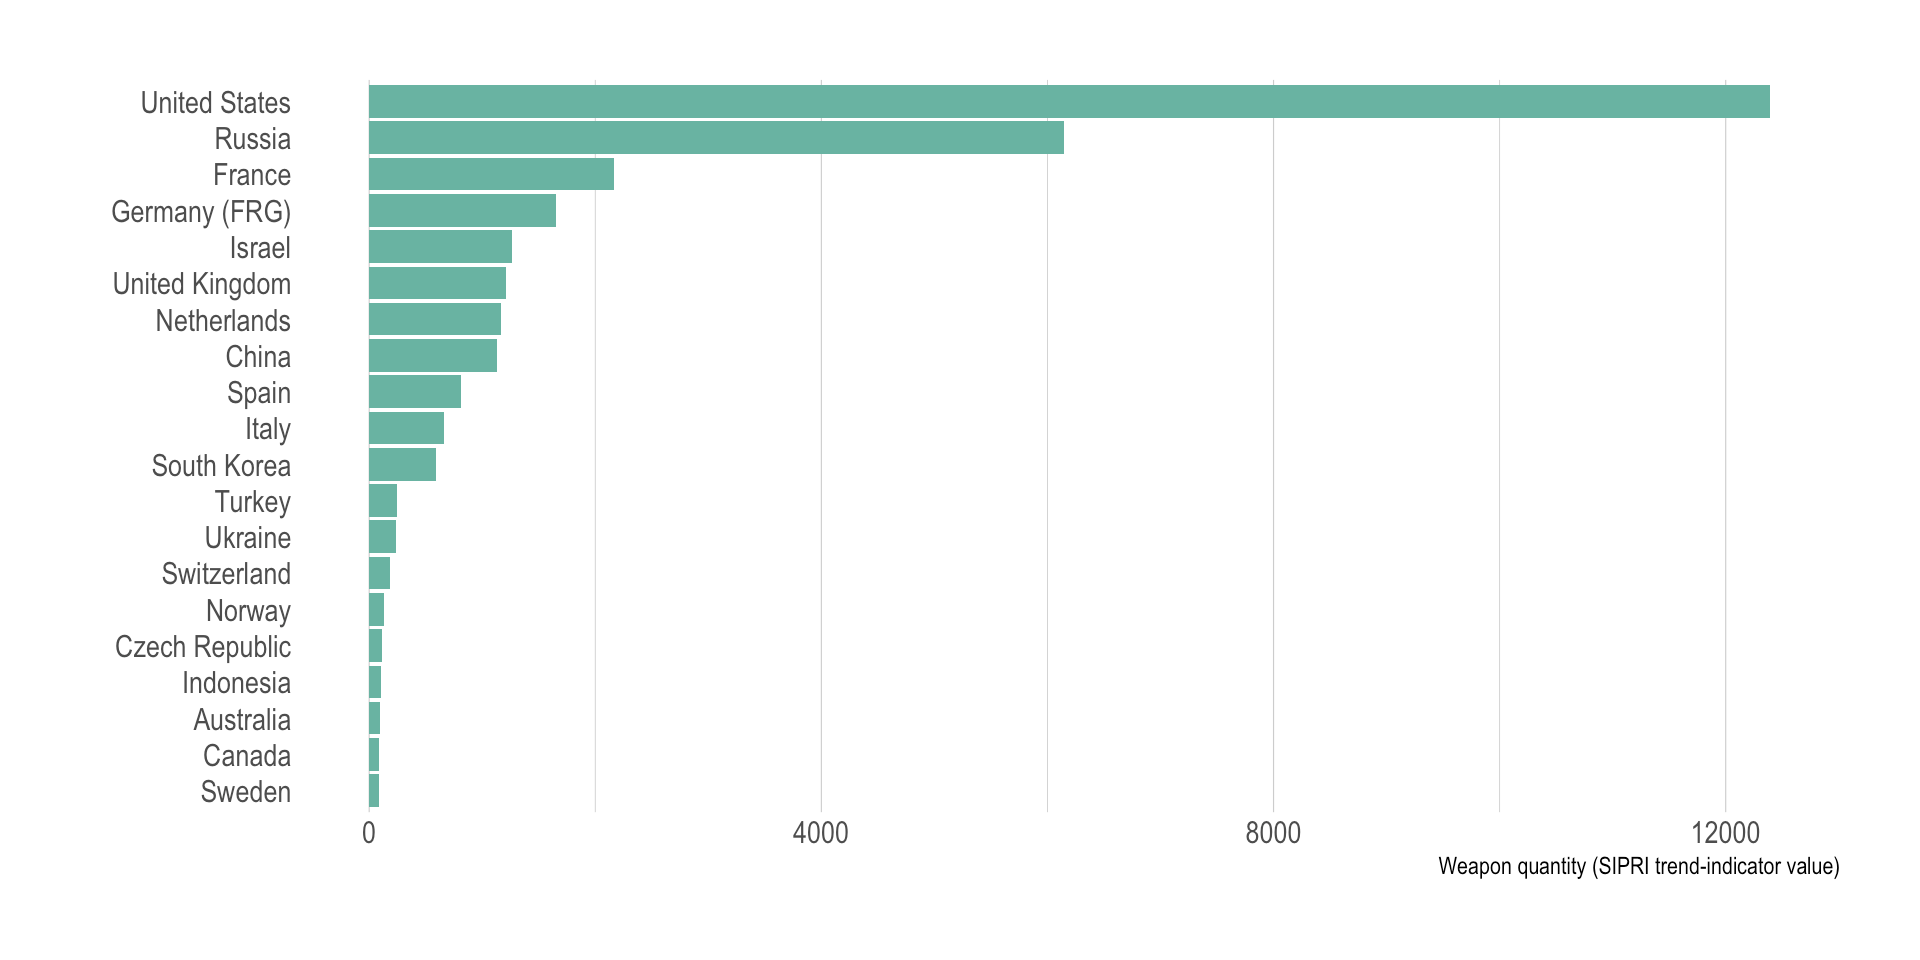 United States
Russia
France
Germany (FRG)
Israel
United Kingdom
Netherlands
China
Spain
Italy
South Korea
Turkey
Ukraine
Switzerland
Norway
Czech Republic
Indonesia
Australia
Canada
Sweden
0 4000 8000 12000
Weapon quantity (SIPRI trend-indicator value)